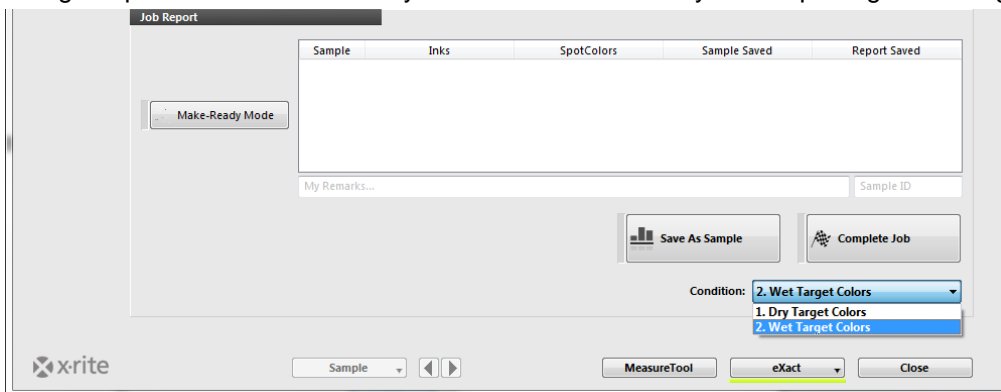 Job Report
Sample Inks SpotColors Sample Saved Report Saved
Make-Ready Mode
My Remarks... Sample ID
Save As Sample Complete Job
Condition: 2. Wet Target Colors
1. Dry Target Colors
2. Wet Target Colors
x·rite Sample MeasureTool eXact Close